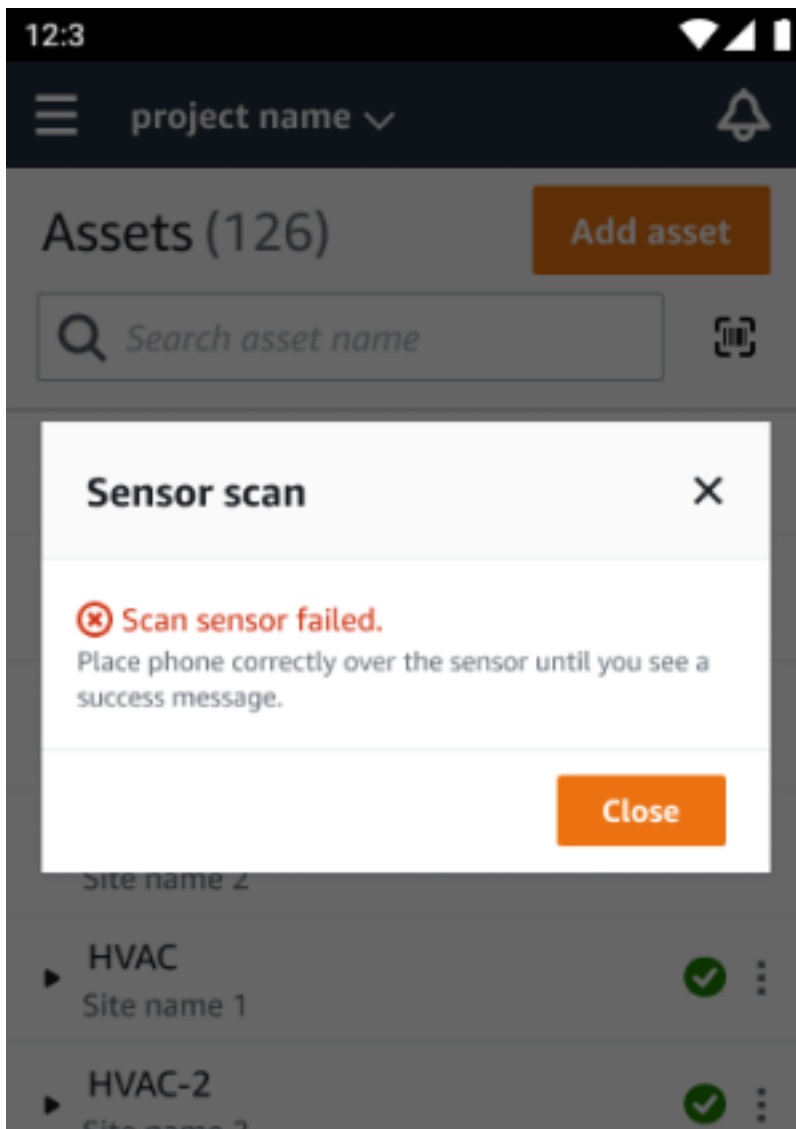 12:3
project name
Assets (126)
Add asset
Search asset name
Sensor scan
Scan sensor failed.
Place phone correctly over the sensor until you see a
success message.
Close
Site name 2
HVAC
Site name 1
HVAC-2